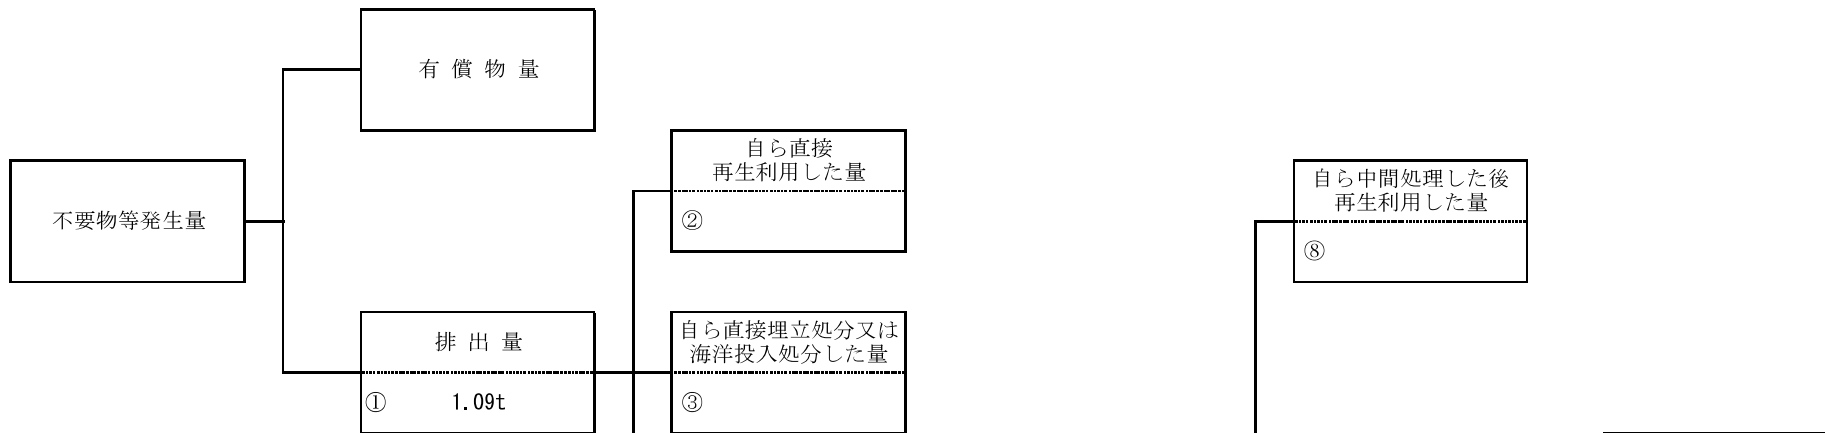 有償物量
自ら直接
再生利用した量
②
自ら中間処理した後
再生利用した量
⑧
不要物等発生量
排出量
① 1.09t
自ら直接埋立処分又は
海洋投入処分した量
③